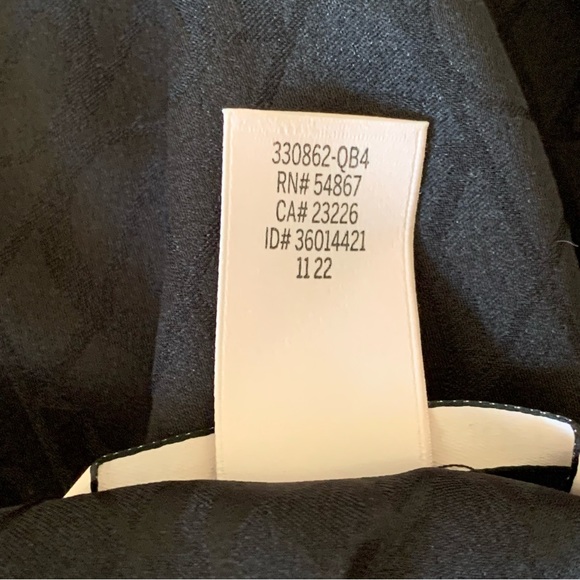 330862-QB4
RN# 54867
CA# 23226
ID# 36014421
11 22